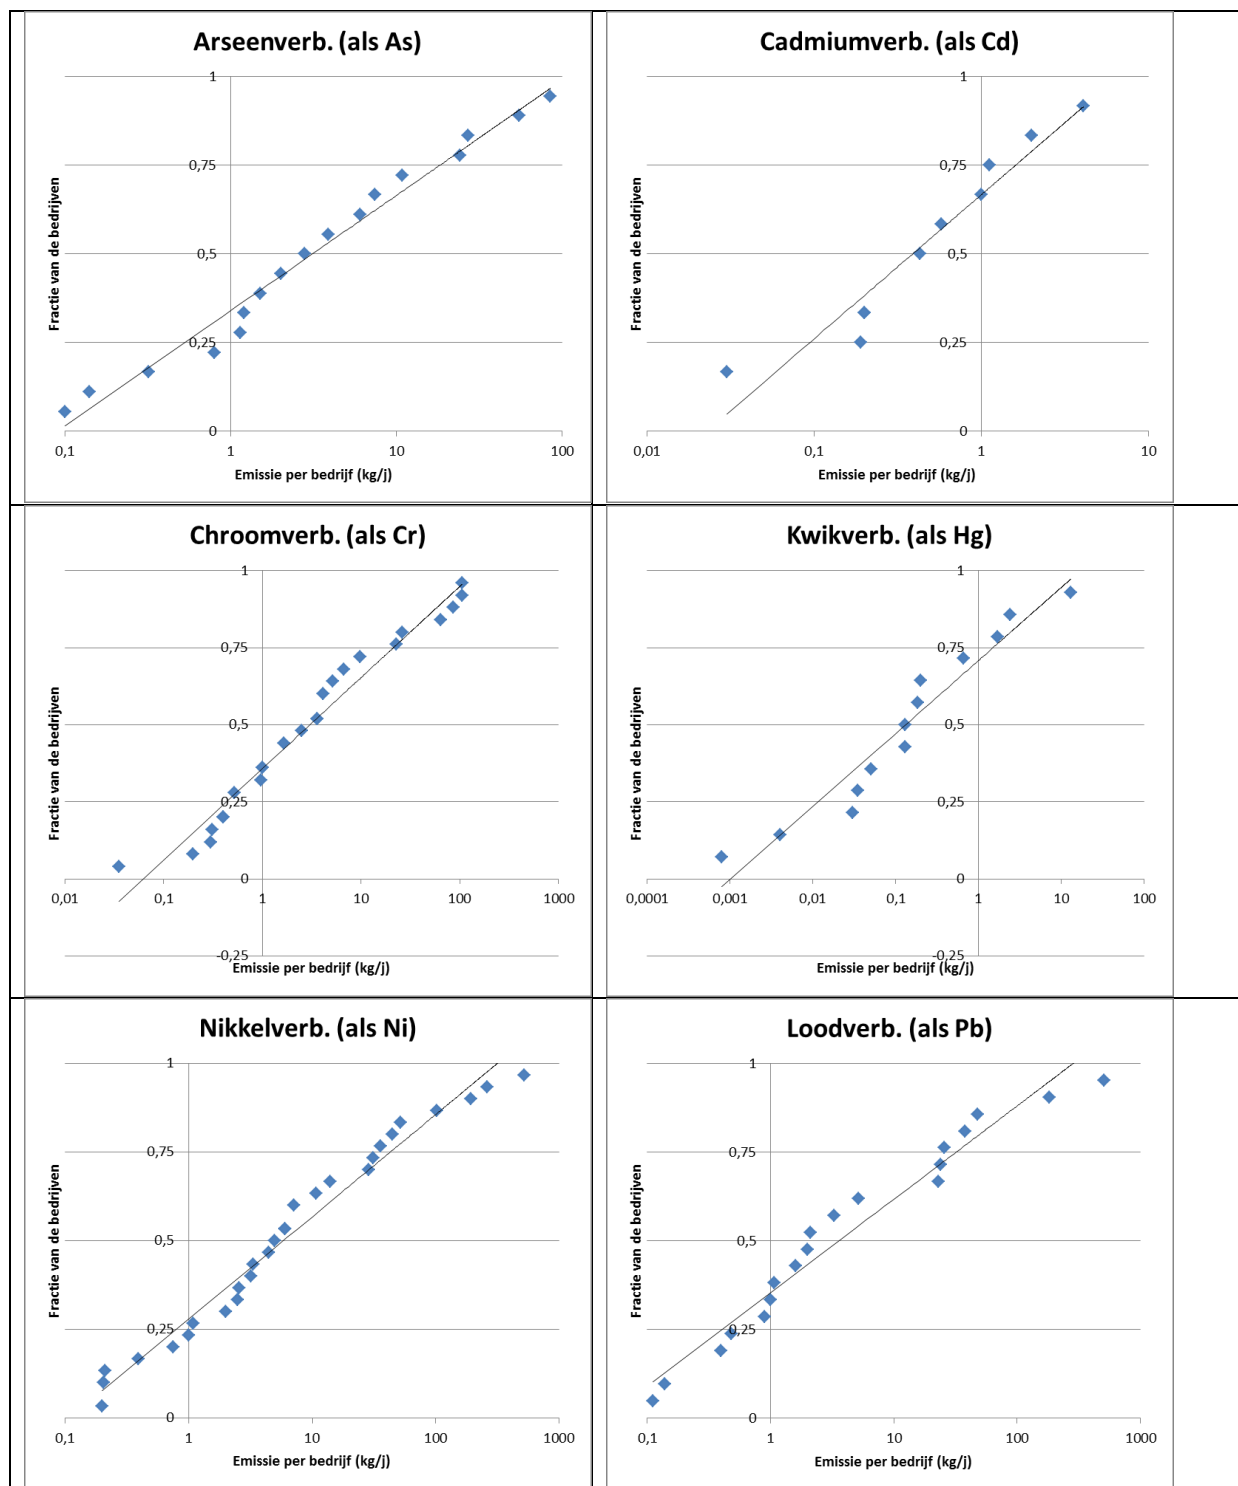 Arseenverb. (als As)
Fractie van de bedrijven
1
0,75
0,5
0,25
0
0,1 1 10 100
Emissie per bedrijf (kg/j)
Cadmiumverb. (als Cd)
Fractie van de bedrijven
1
0,75
0,5
0,25
0
0,01 0,1 1 10
Emissie per bedrijf (kg/j)
Chroomverb. (als Cr)
Fractie van de bedrijven
1
0,75
0,5
0,25
0
0,01 0,1 1 10 100 1000
-0,25
Emissie per bedrijf (kg/j)
Kwikverb. (als Hg)
Fractie van de bedrijven
1
0,75
0,5
0,25
0
0,0001 0,001 0,01 0,1 1 10 100
-0,25
Emissie per bedrijf (kg/j)
Nikkelverb. (als Ni)
Fractie van de bedrijven
1
0,75
0,5
0,25
0
0,1 1 10 100 1000
Emissie per bedrijf (kg/j)
Loodverb. (als Pb)
Fractie van de bedrijven
1
0,75
0,5
0,25
0
0,1 1 10 100 1000
Emissie per bedrijf (kg/j)